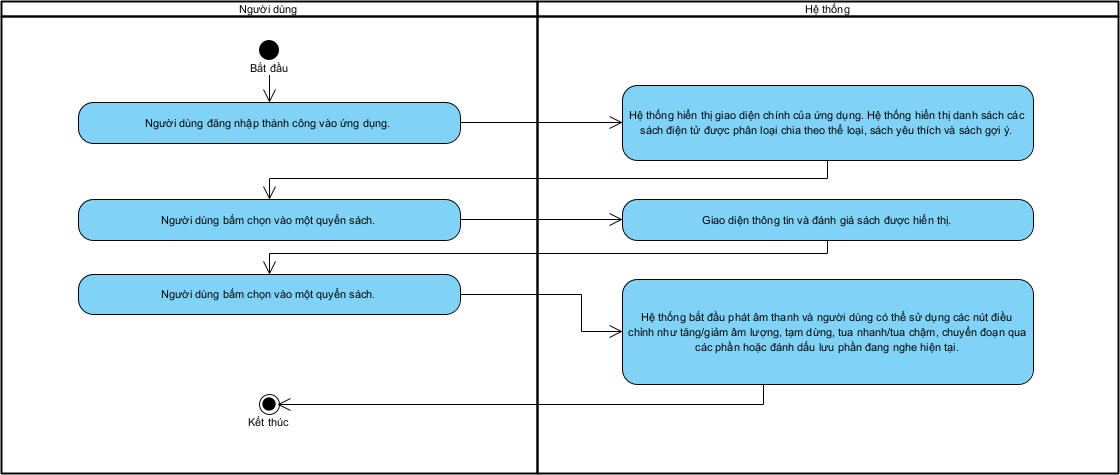 Người dùng
Hệ thống
Bắt đầu
Người dùng đăng nhập thành công vào ứng dụng.
Hệ thống hiển thị giao diện chính của ứng dụng. Hệ thống hiển thị danh sách các
sách điện tử được phân loại chia theo thể loại, sách yêu thích và sách gợi ý.
Người dùng bấm chọn vào một quyển sách.
Giao diện thông tin và đánh giá sách được hiển thị.
Người dùng bấm chọn vào một quyển sách.
Hệ thống bắt đầu phát âm thanh và người dùng có thể sử dụng các nút điều
chỉnh như tăng/giảm âm lượng, tạm dừng, tua nhanh/tua chậm, chuyển đoạn qua
các phần hoặc đánh dấu lưu phần đang nghe hiện tại.
Kết thúc